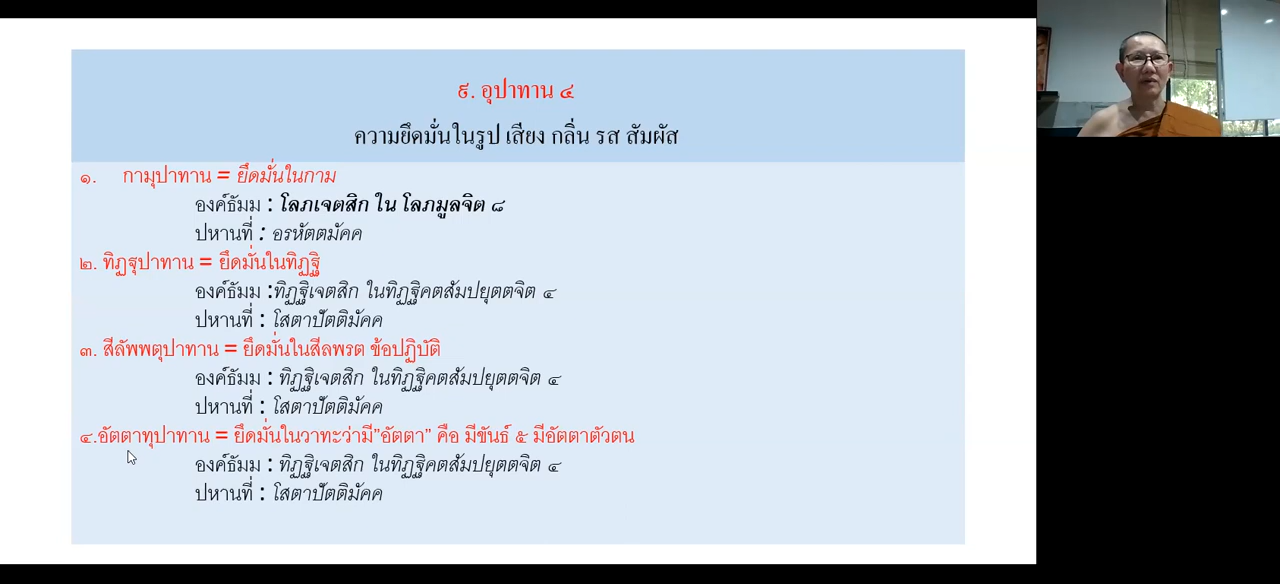 ๕. อุปาทาน ๔
ความยึดมั่นในรูป เสียง กลิ่น รส สัมผัส
๑. กามุปาทาน = ยึดมั่นในกาม
องค์ธัมม : โลภเจตสิก ใน โลภมูลจิต ๘
ปหานที่ : อรหัตตมัคค
๒. ทิฏฐุปาทาน = ยึดมั่นในทิฏฐิ
องค์ธัมม :ทิฏฐิเจตสิก ในทิฏฐิคตสัมปยุตตจิต ๔
ปหานที่ : โสตาปัตติมัคค
๓. สีลัพพตุปาทาน = ยึดมั่นในสีลพรต ข้อปฏิบัติ
องค์ธัมม : ทิฏฐิเจตสิก ในทิฏฐิคตสัมปยุตตจิต ๔
ปหานที่ : โสตาปัตติมัคค
๔.อัตตาทุปาทาน = ยึดมั่นในวาทะว่ามี"อัตตา" คือ มีขันธ์ ๕ มีอัตตาตัวตน
องค์ธัมม : ทิฏฐิเจตสิก ในทิฏฐิคตสัมปยุตตจิต ๔
ปหานที่ : โสตาปัตติมัคค